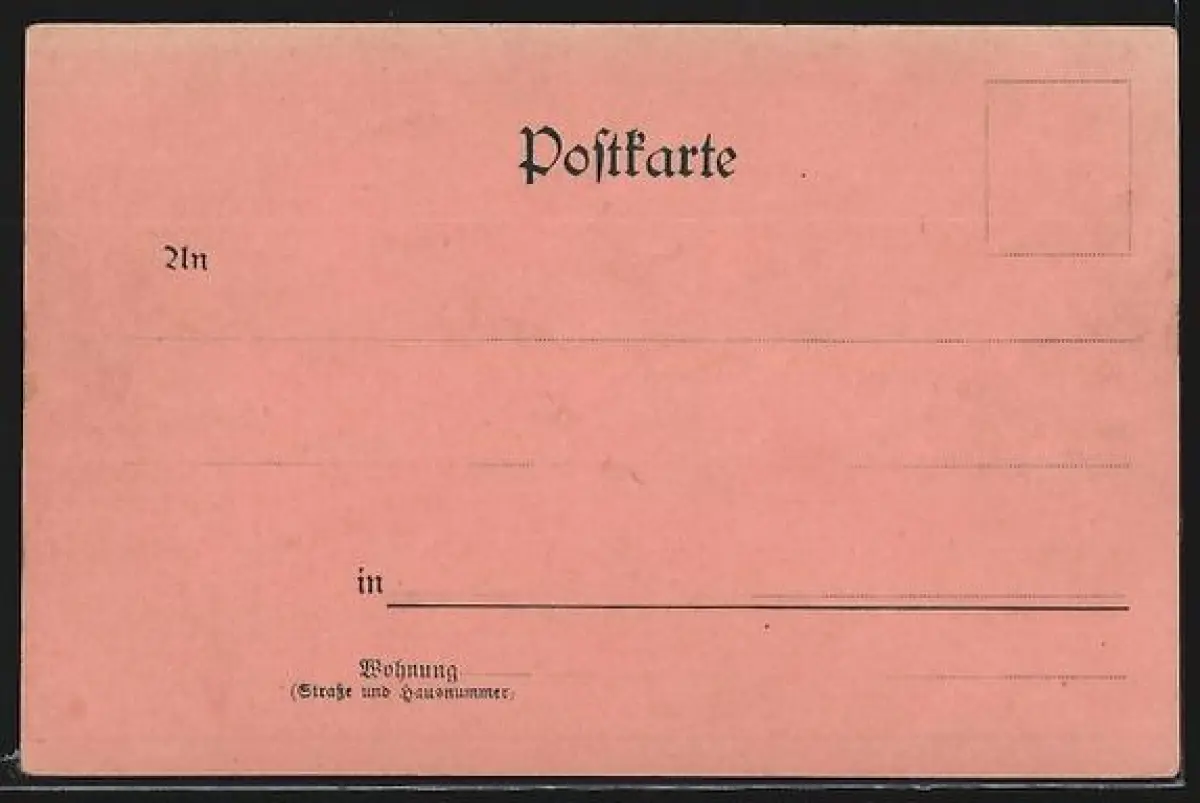 Postkarte
An
in
Wohnung
(Straße und Hausnummer)